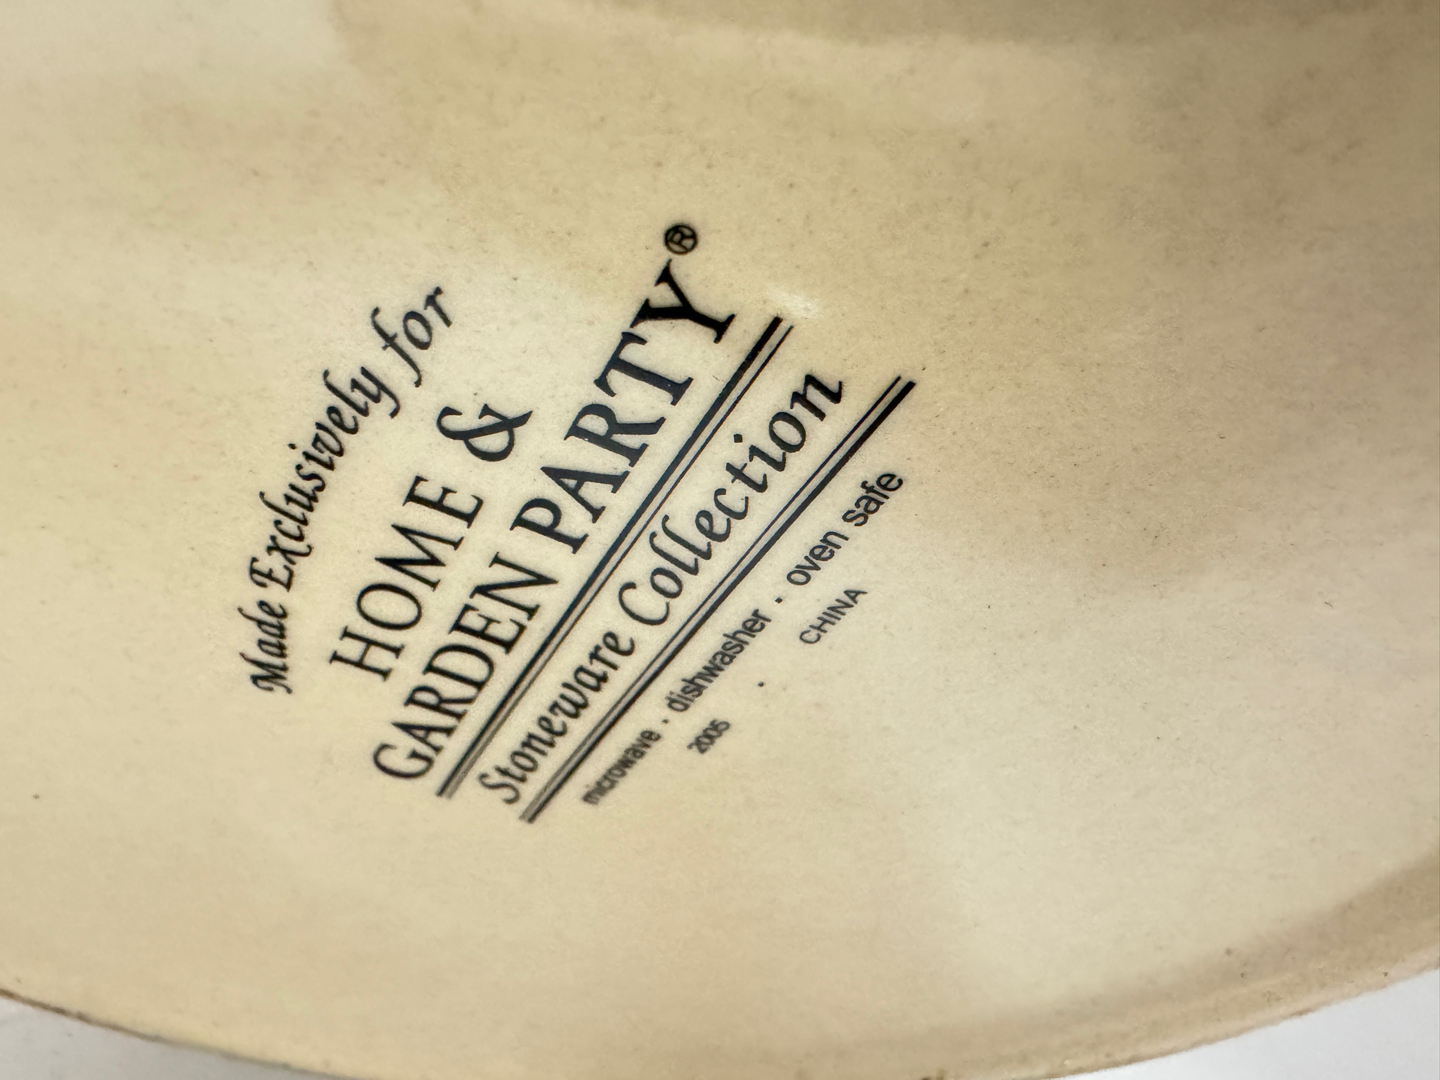 Made Exclusively for
HOME &
GARDEN PARTY®
Stoneware Collection
microwave · dishwasher · oven safe
2005 · CHINA